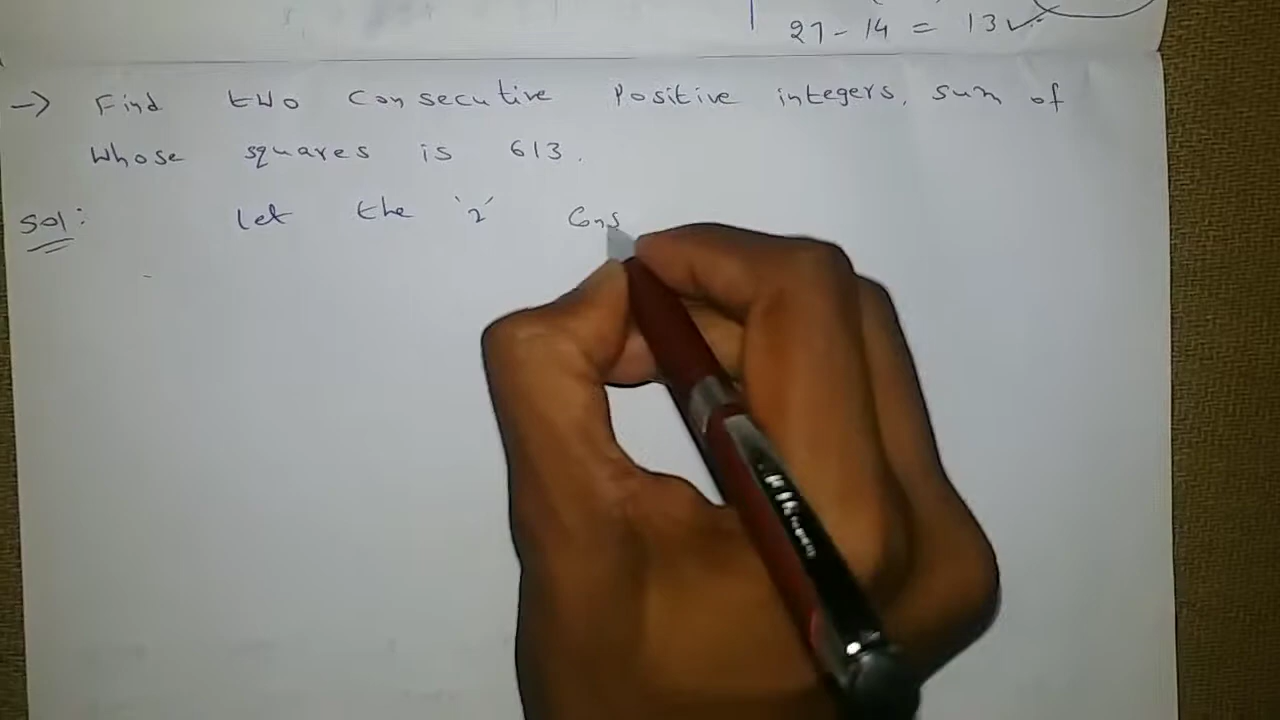 27 - 14 = 13 ✓
→ Find two consecutive positive integers, sum of
whose squares is 613.
Sol: Let the '2' Cons